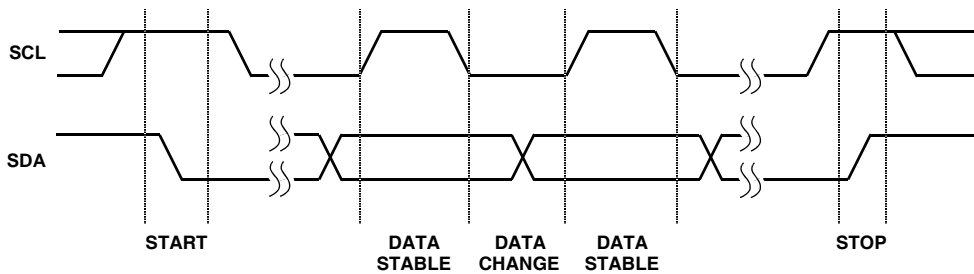 SCL
SDA
START
DATA
STABLE
DATA
CHANGE
DATA
STABLE
STOP